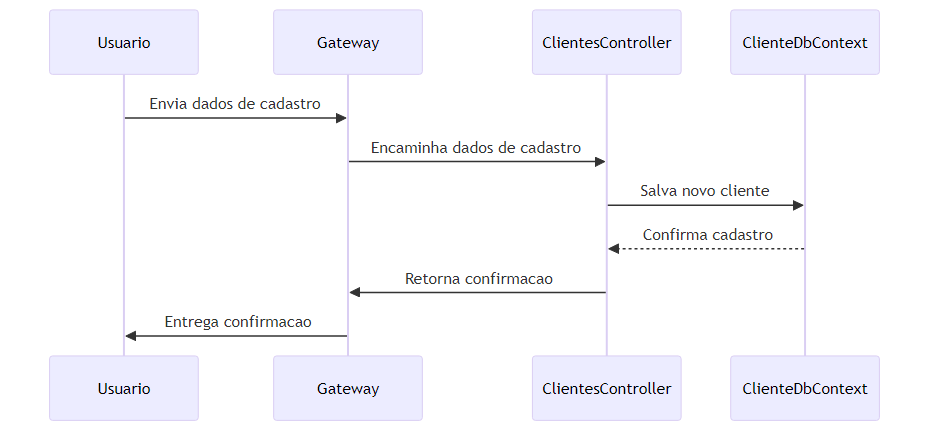 Usuario
Gateway
ClientesController
ClienteDbContext
Envia dados de cadastro
Encaminha dados de cadastro
Salva novo cliente
Confirma cadastro
Retorna confirmacao
Entrega confirmacao
Usuario
Gateway
ClientesController
ClienteDbContext